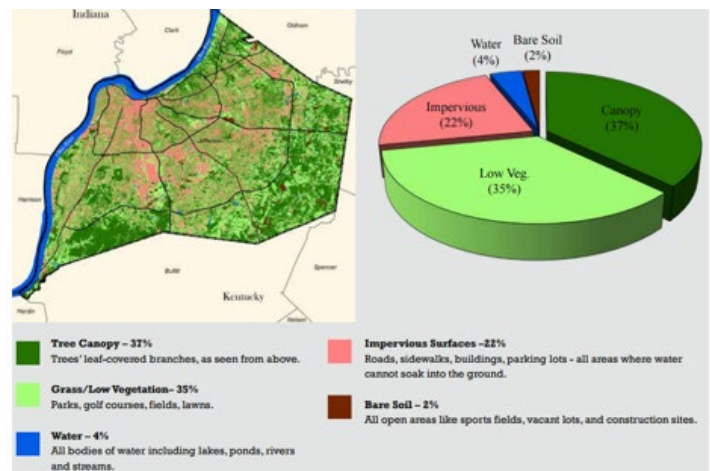 Indiana
Clark
Oldham
Floyd
Shelby
Jefferson
Harrison
Bullitt
Spencer
Kentucky
Hardin
Nelson
Water
(4%)
Bare Soil
(2%)
Impervious
(22%)
Canopy
(37%)
Low Veg.
(35%)
Tree Canopy – 37%
Trees' leaf-covered branches, as seen from above.
Grass/Low Vegetation– 35%
Parks, golf courses, fields, lawns.
Water – 4%
All bodies of water including lakes, ponds, rivers
and streams.
Impervious Surfaces –22%
Roads, sidewalks, buildings, parking lots - all areas where water
cannot soak into the ground.
Bare Soil – 2%
All open areas like sports fields, vacant lots, and construction sites.